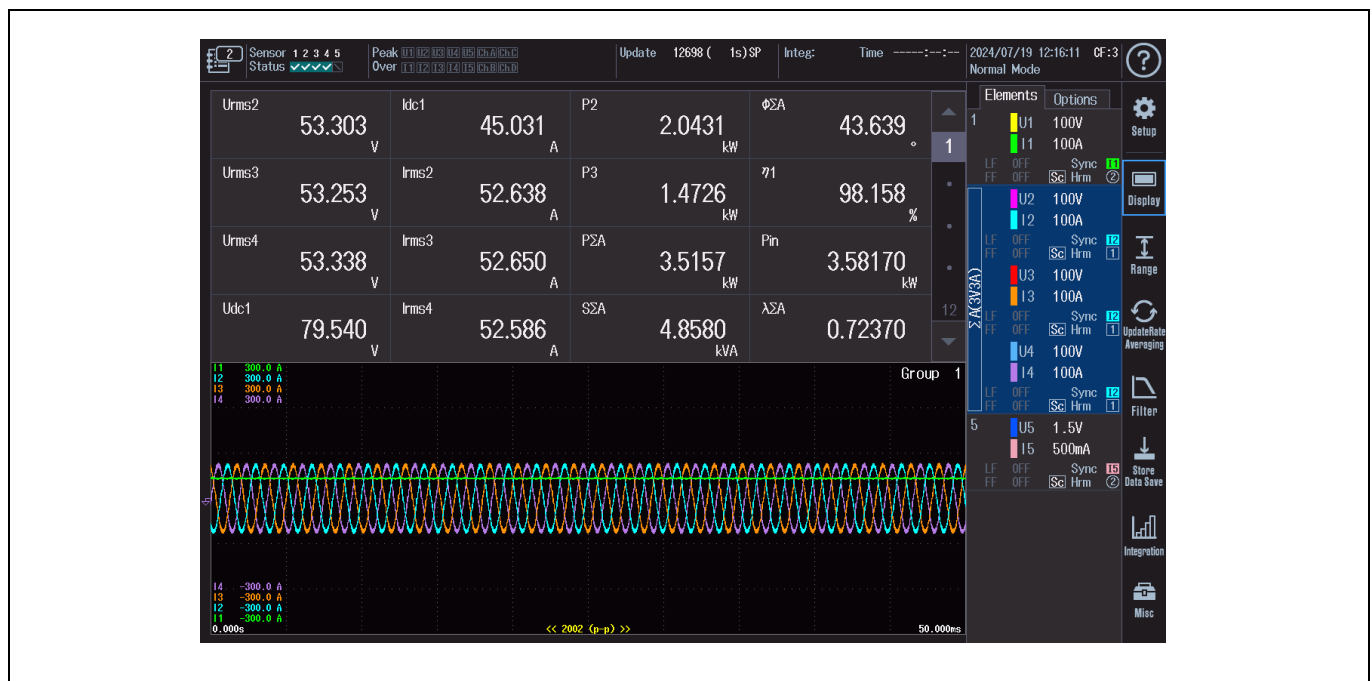 2 Sensor 1 2 3 4 5 Peak U1 U2 U3 U4 U5 ChA ChC Update 12698 ( 1s)SP Integ: Time -----:--:-- 2024/07/19 12:16:11 CF:3 ?
Status Over I1 I2 I3 I4 I5 ChB ChD Normal Mode
Urms2 53.303 V Idc1 45.031 A P2 2.0431 kW ΦΣA 43.639 °
Urms3 53.253 V Irms2 52.638 A P3 1.4726 kW η1 98.158 %
Urms4 53.338 V Irms3 52.650 A PΣA 3.5157 kW Pin 3.58170 kW
Udc1 79.540 V Irms4 52.586 A SΣA 4.8580 kVA λΣA 0.72370
1
12
I1 300.0 A
I2 300.0 A
I3 300.0 A
I4 300.0 A
Group 1
I4 -300.0 A
I3 -300.0 A
I2 -300.0 A
I1 -300.0 A
0.000s << 2002 (p-p) >> 50.000ms
Elements Options
1 U1 100V
I1 100A
LF OFF Sync I1
FF OFF Sc Hrm 2
ΣA(3V3A)
U2 100V
I2 100A
LF OFF Sync I2
FF OFF Sc Hrm 1
U3 100V
I3 100A
LF OFF Sync I2
FF OFF Sc Hrm 1
U4 100V
I4 100A
LF OFF Sync I2
FF OFF Sc Hrm 1
5 U5 1.5V
I5 500mA
LF OFF Sync I5
FF OFF Sc Hrm 2
Setup
Display
Range
UpdateRate
Averaging
Filter
Store
Data Save
Integration
Misc